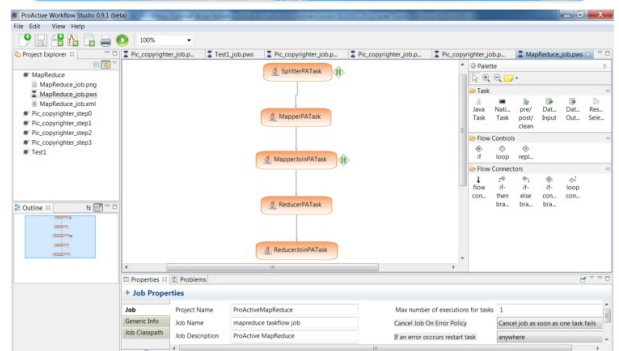 ProActive Workflow Studio 0.9.1 (beta)
File Edit View Help
100%
Project Explorer
MapReduce
MapReduce_job.png
MapReduce_job.pws
MapReduce_job.xml
Pic_copyrighter_step0
Pic_copyrighter_step1
Pic_copyrighter_step2
Pic_copyrighter_step3
Test1
Outline
Pic_copyrighter_job.p... Test1_job.pws Pic_copyrighter_job.p... Pic_copyrighter_job.p... Pic_copyrighter_job.p... MapReduce_job.pws
SplitterPATask
MapperPATask
MapperJoinPATask
ReducerPATask
ReducerJoinPATask
Palette
Task
Java Nati... pre/ Dat... Dat... Res...
Task Task post/ Input Out... Sele...
clean
Flow Controls
if loop repl...
Flow Connectors
flow if- if- if- loop
con... then else con... con...
bra... bra... bra...
Properties Problems
Job Properties
Job
Generic Info
Job Classpath
Project Name ProActiveMapReduce
Job Name mapreduce taskflow job
Job Description ProActive MapReduce
Max number of executions for tasks 1
Cancel Job On Error Policy Cancel job as soon as one task fails
If an error occcurs restart task anywhere